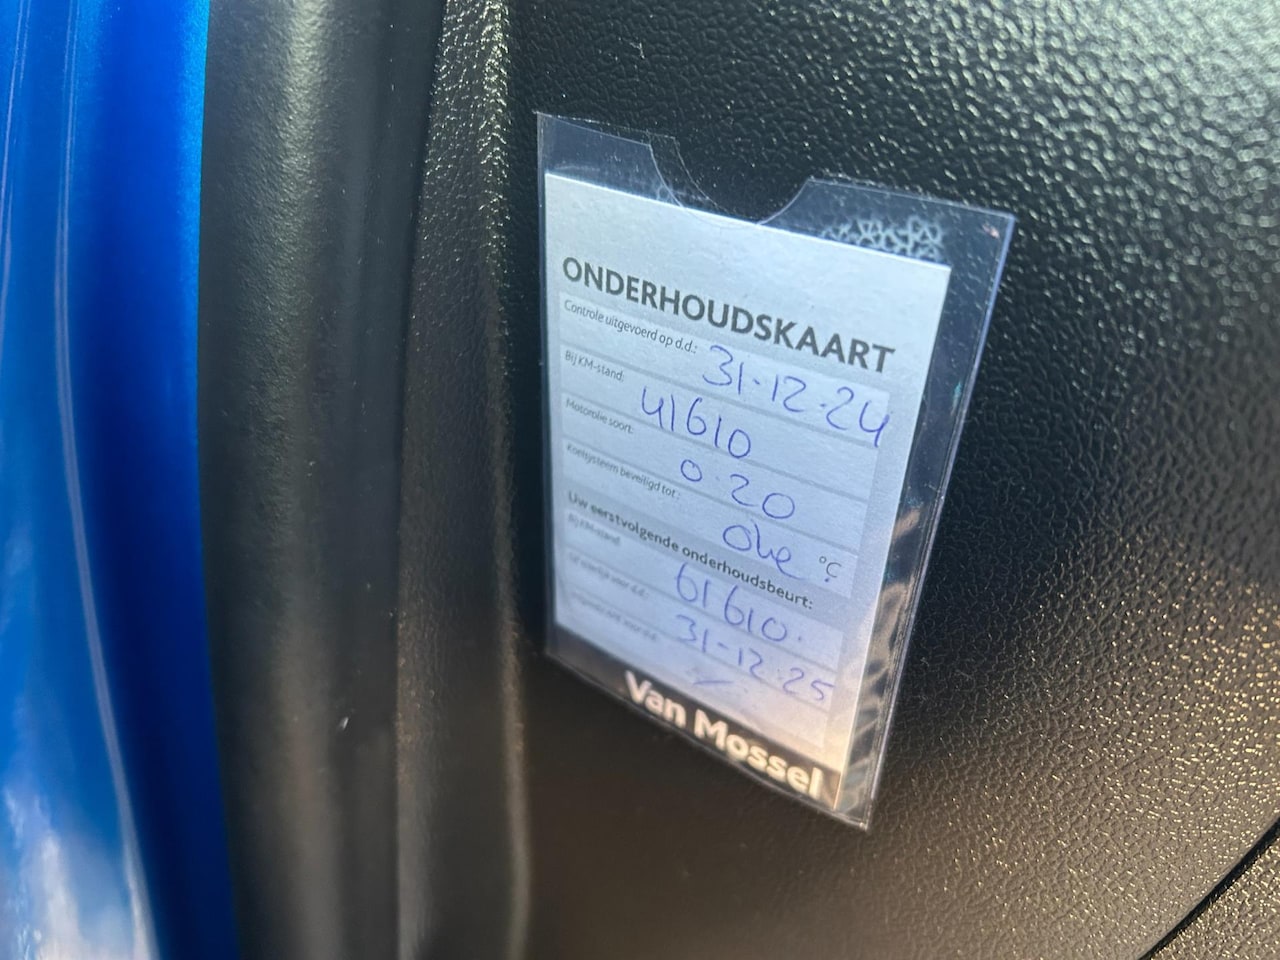 ONDERHOUDSKAART
Controle uitgevoerd op d.d.: 31-12-24
Bij KM-stand: 41610
Motorolie soort: 0.20
Koelsysteem beveiligd tot: Oke °C
Uw eerstvolgende onderhoudsbeurt:
Bij KM-stand: 61610.
31-12-25
Van Mossel